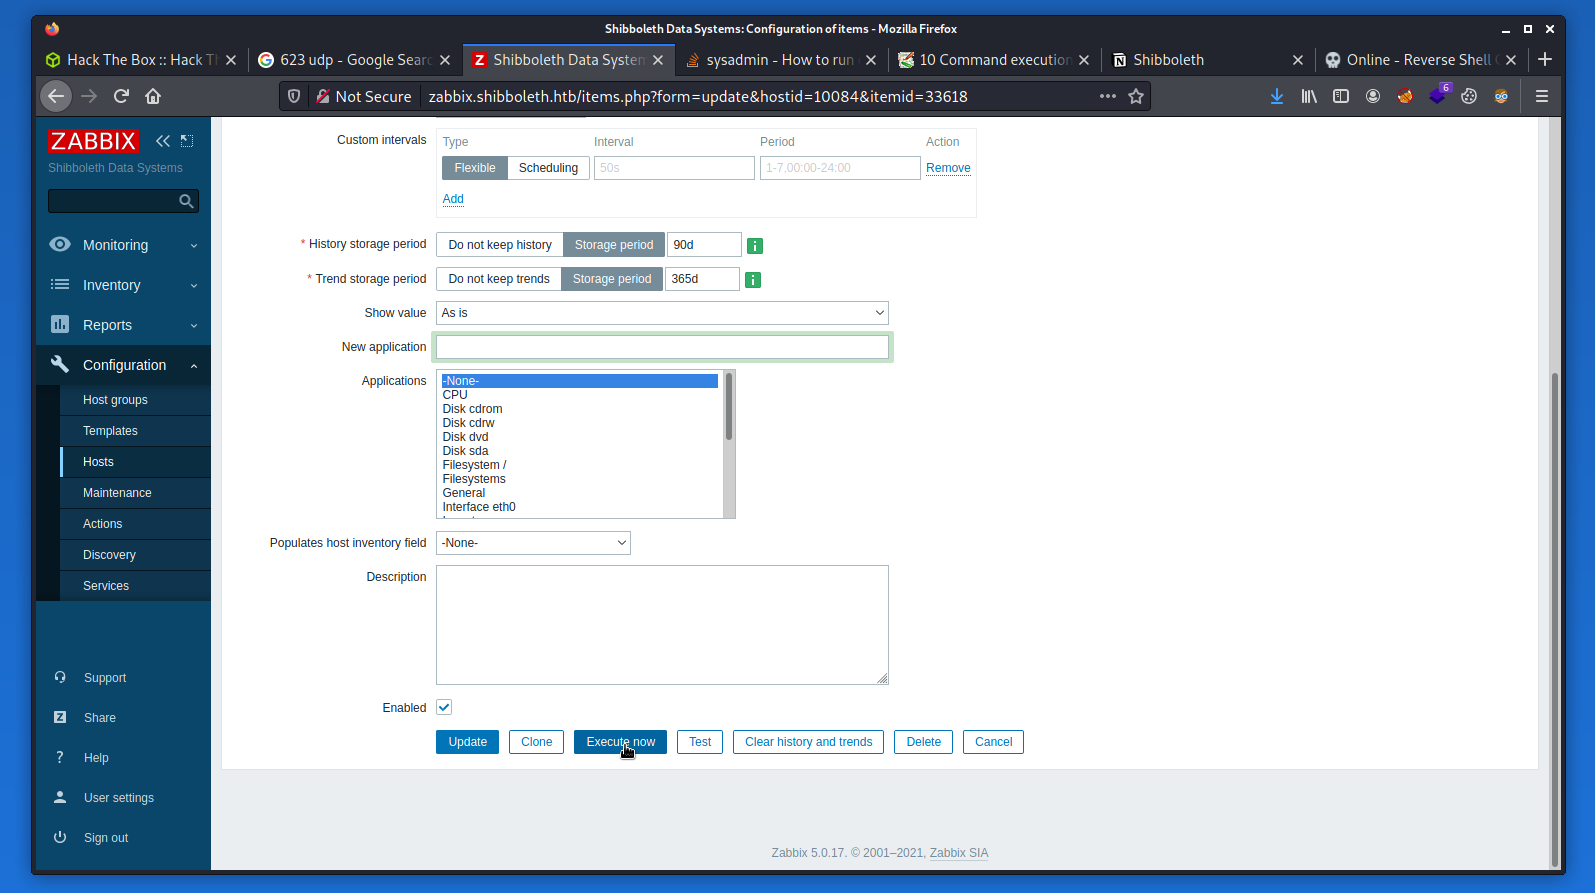 Shibboleth Data Systems: Configuration of items - Mozilla Firefox
Hack The Box :: Hack Th
623 udp - Google Searc
Shibboleth Data System
sysadmin - How to run
10 Command execution
Shibboleth
Online - Reverse Shell G
Not Secure
zabbix.shibboleth.htb/items.php?form=update&hostid=10084&itemid=33618
6
ZABBIX
Shibboleth Data Systems
Monitoring
Inventory
Reports
Configuration
Host groups
Templates
Hosts
Maintenance
Actions
Discovery
Services
Support
Share
Help
User settings
Sign out
Custom intervals
Type Interval Period Action
Flexible Scheduling 50s 1-7,00:00-24:00 Remove
Add
* History storage period Do not keep history Storage period 90d
* Trend storage period Do not keep trends Storage period 365d
Show value As is
New application
Applications
-None-
CPU
Disk cdrom
Disk cdrw
Disk dvd
Disk sda
Filesystem /
Filesystems
General
Interface eth0
Populates host inventory field -None-
Description
Enabled
Update Clone Execute now Test Clear history and trends Delete Cancel
Zabbix 5.0.17. © 2001–2021, Zabbix SIA